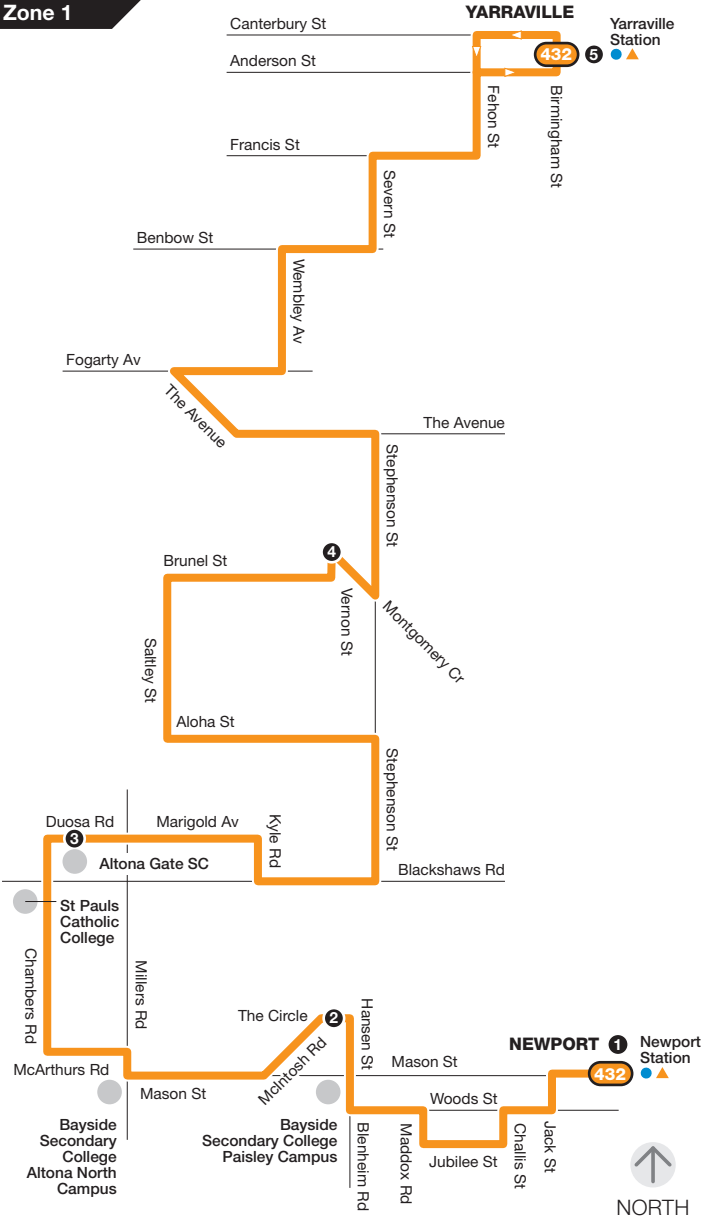 Zone 1
YARRAVILLE
Canterbury St
Yarraville
Station
432
5
Anderson St
Fehon St
Birmingham St
Francis St
Severn St
Benbow St
Wembley Av
Fogarty Av
The Avenue
The Avenue
Stephenson St
4
Brunel St
Vernon St
Montgomery Cr
Saltley St
Aloha St
Stephenson St
Duosa Rd
Marigold Av
Kyle Rd
3
Altona Gate SC
Blackshaws Rd
St Pauls
Catholic
College
Chambers Rd
Millers Rd
The Circle
2
Hansen St
McIntosh Rd
NEWPORT
1
Newport
Station
432
Mason St
McArthurs Rd
Mason St
Woods St
Bayside
Secondary
College
Altona North
Campus
Bayside
Secondary College
Paisley Campus
Blenheim Rd
Maddox Rd
Jubilee St
Challis St
Jack St
NORTH